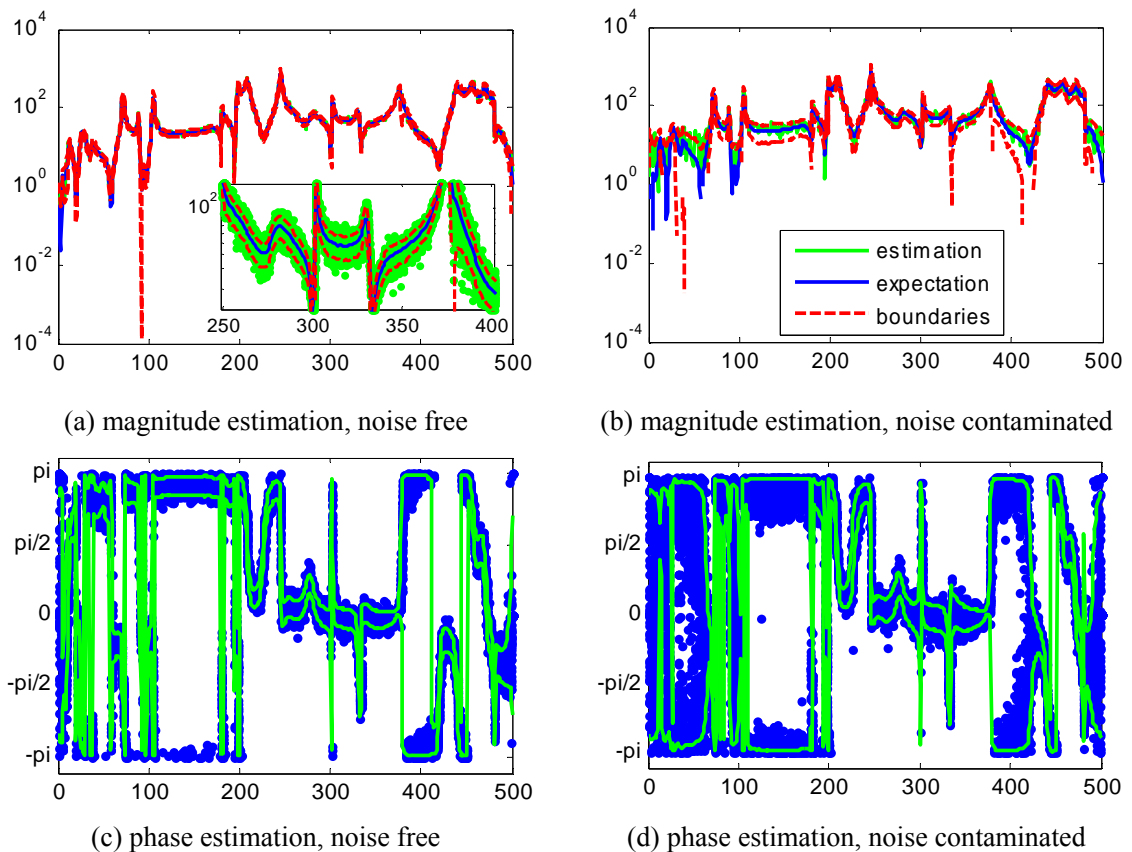 10^4
10^2
10^0
10^-2
10^-4
0 100 200 300 400 500
10^2
250 300 350 400
(a) magnitude estimation, noise free
10^4
10^2
10^0
10^-2
10^-4
0 100 200 300 400 500
estimation
expectation
boundaries
(b) magnitude estimation, noise contaminated
pi
pi/2
0
-pi/2
-pi
0 100 200 300 400 500
(c) phase estimation, noise free
pi
pi/2
0
-pi/2
-pi
0 100 200 300 400 500
(d) phase estimation, noise contaminated